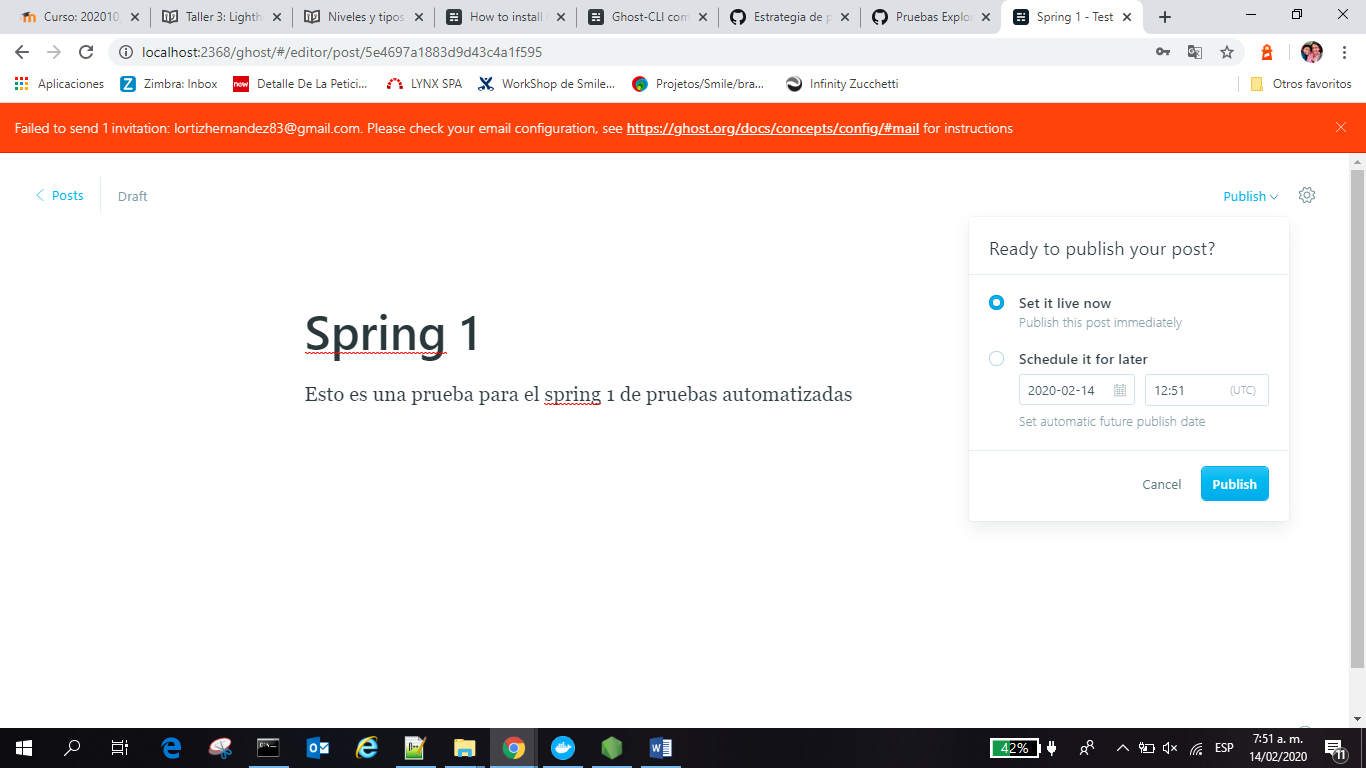 Curso: 202010_
Taller 3: Lighth
Niveles y tipos
How to install
Ghost-CLI com
Estrategia de p
Pruebas Explor
Spring 1 - Test
localhost:2368/ghost/#/editor/post/5e4697a1883d9d43c4a1f595
Aplicaciones
Zimbra: Inbox
now
Detalle De La Petici...
LYNX SPA
WorkShop de Smile...
Projetos/Smile/bra...
Infinity Zucchetti
Otros favoritos
Failed to send 1 invitation: lortizhernandez83@gmail.com. Please check your email configuration, see https://ghost.org/docs/concepts/config/#mail for instructions
Posts
Draft
Publish
Ready to publish your post?
Set it live now
Publish this post immediately
Schedule it for later
2020-02-14
12:51
(UTC)
Set automatic future publish date
Cancel
Publish
Spring 1
Esto es una prueba para el spring 1 de pruebas automatizadas
42%
ESP
7:51 a. m.
14/02/2020
11